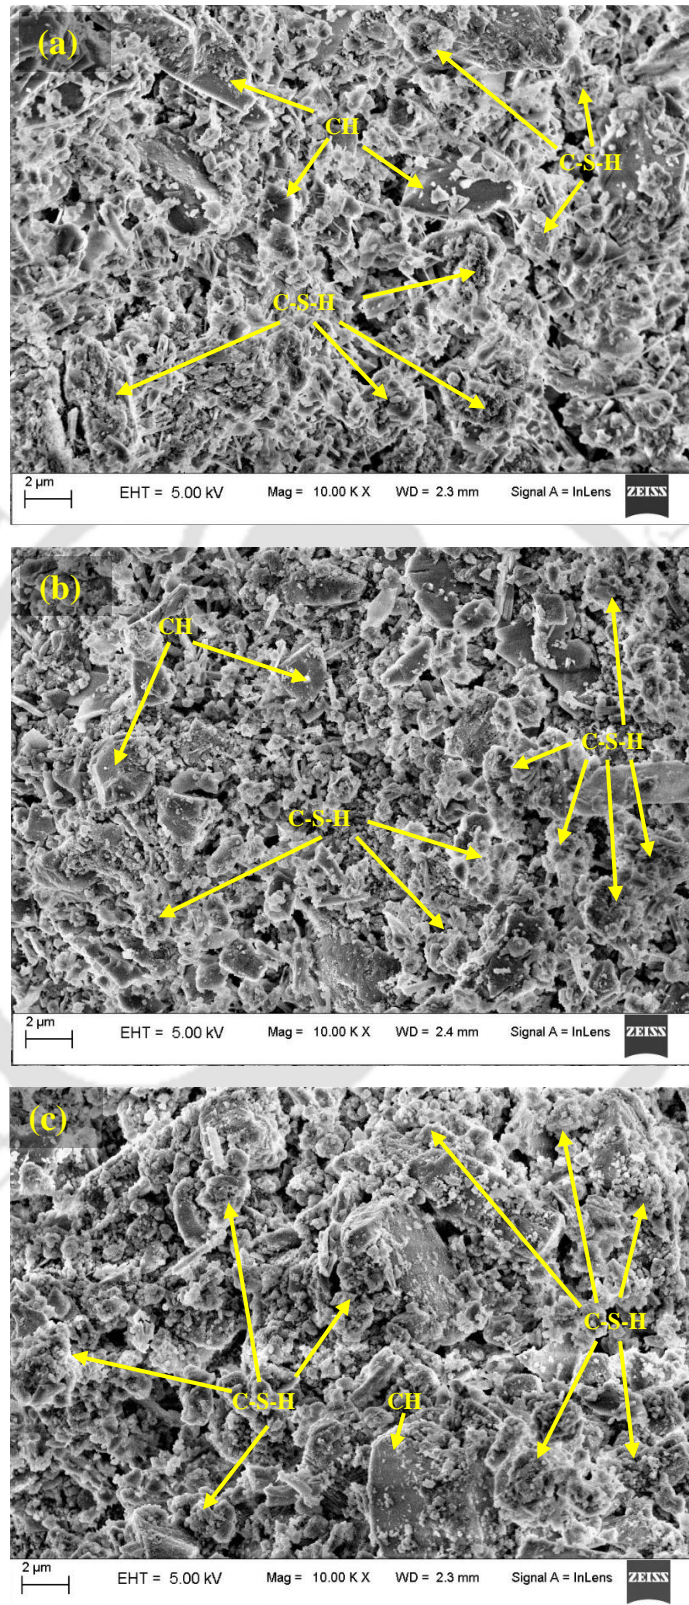 (a)
CH
C-S-H
C-S-H
2 µm
EHT = 5.00 kV Mag = 10.00 K X WD = 2.3 mm Signal A = InLens ZEISS
(b)
CH
C-S-H
C-S-H
2 µm
EHT = 5.00 kV Mag = 10.00 K X WD = 2.4 mm Signal A = InLens ZEISS
(c)
C-S-H
C-S-H
CH
2 µm
EHT = 5.00 kV Mag = 10.00 K X WD = 2.3 mm Signal A = InLens ZEISS